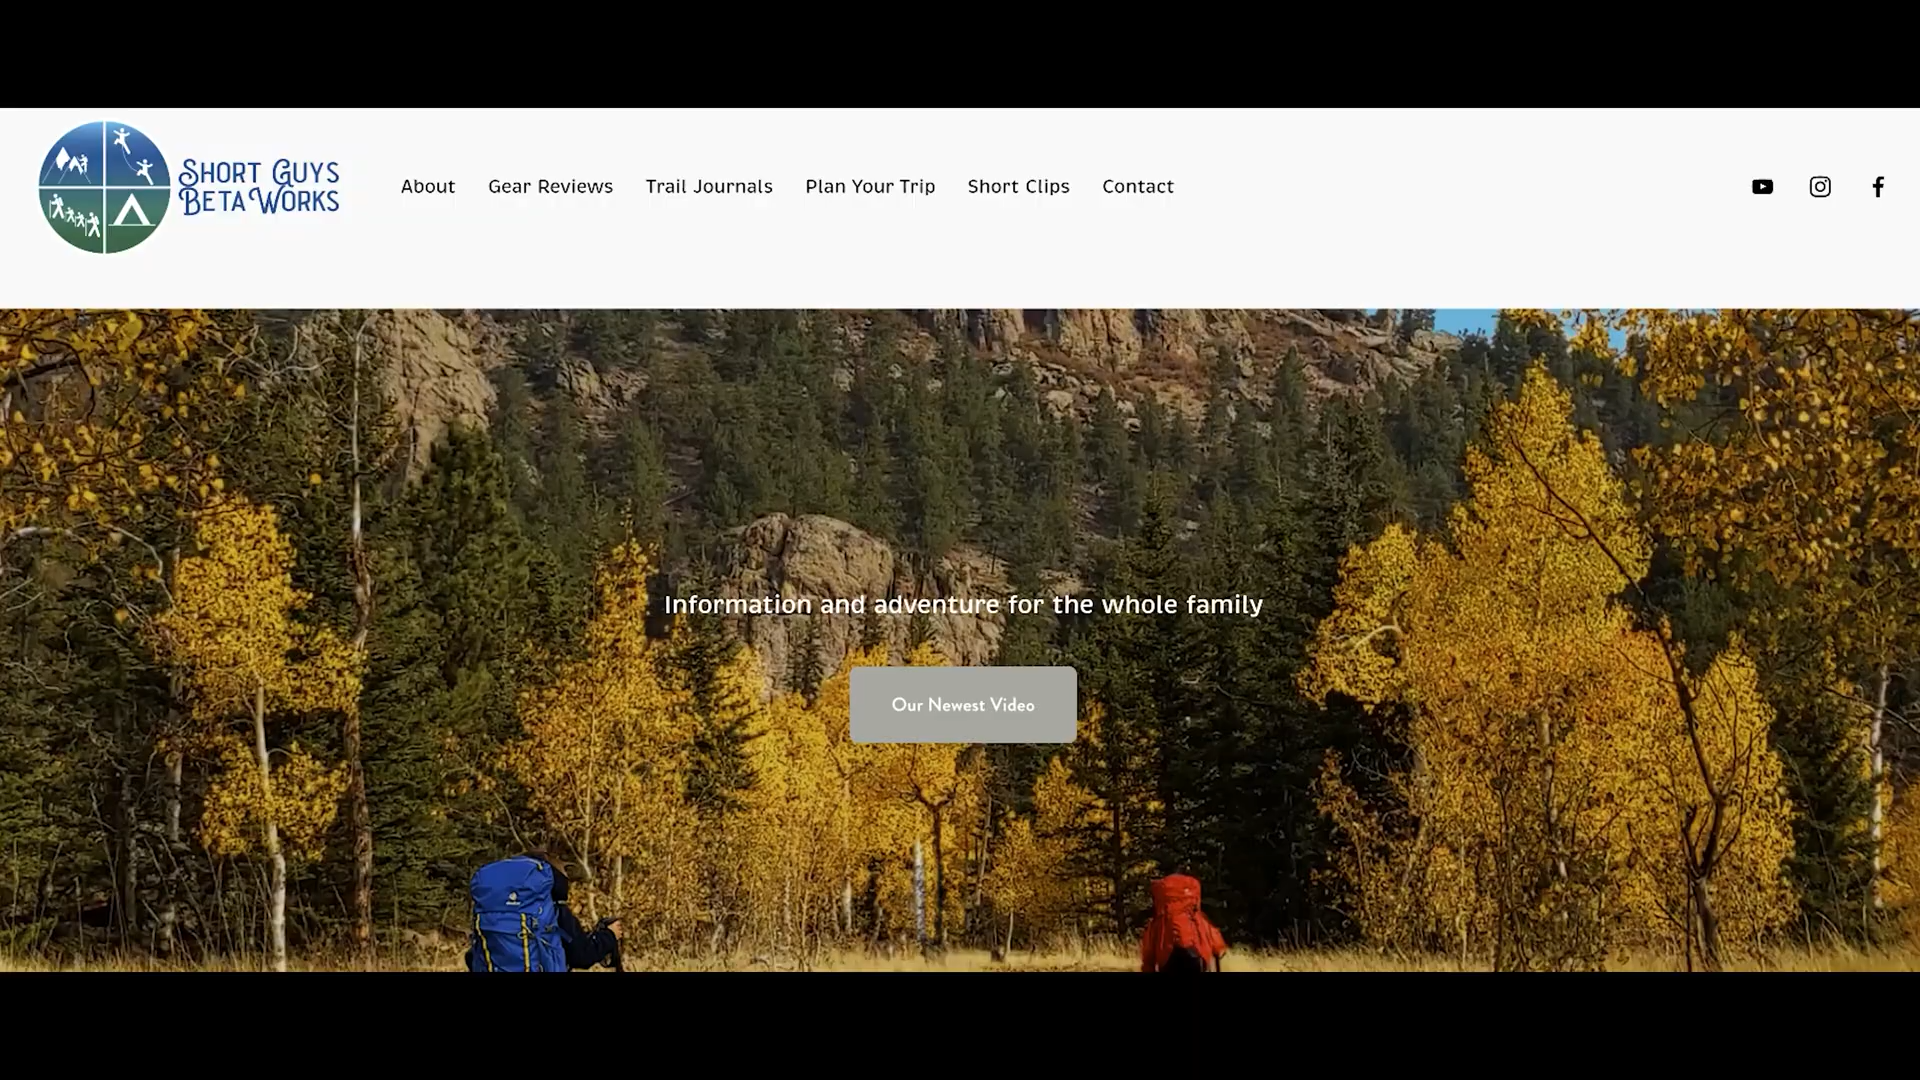 Short Guys
Beta Works
About
Gear Reviews
Trail Journals
Plan Your Trip
Short Clips
Contact
Information and adventure for the whole family
Our Newest Video